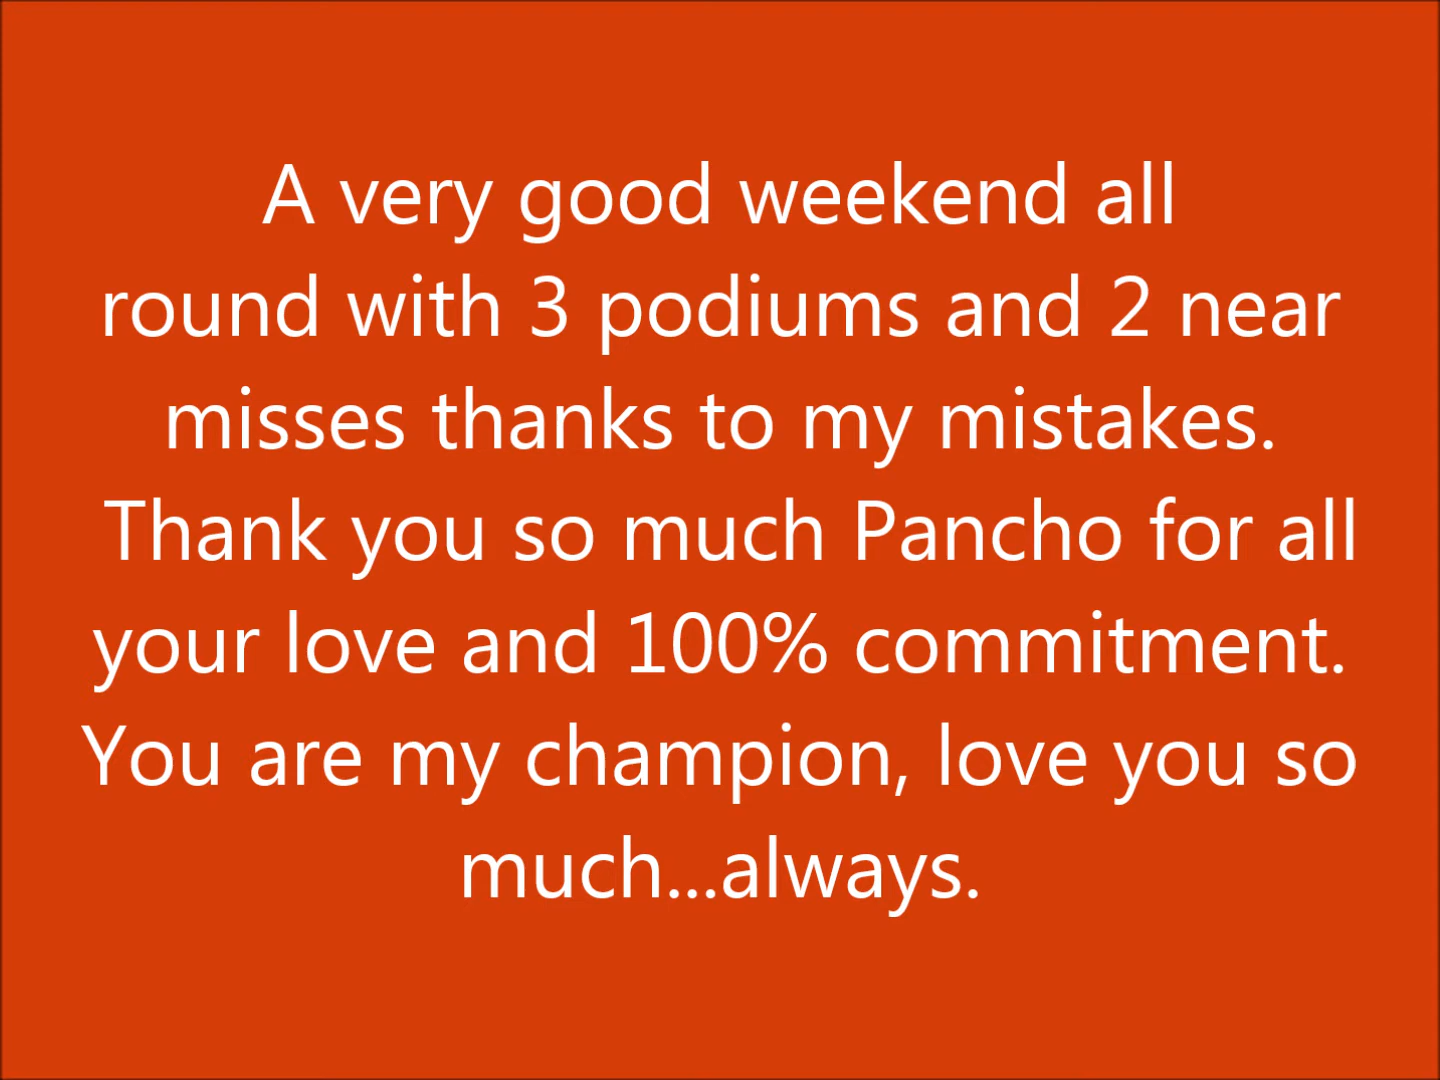 A very good weekend all
round with 3 podiums and 2 near
misses thanks to my mistakes.
Thank you so much Pancho for all
your love and 100% commitment.
You are my champion, love you so
much...always.